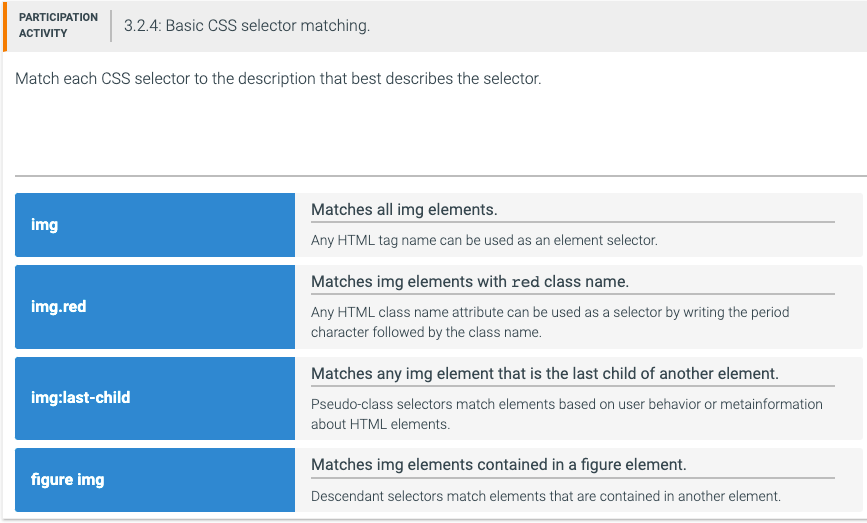 PARTICIPATION
ACTIVITY
3.2.4: Basic CSS selector matching.
Match each CSS selector to the description that best describes the selector.
img
Matches all img elements.
Any HTML tag name can be used as an element selector.
img.red
Matches img elements with red class name.
Any HTML class name attribute can be used as a selector by writing the period
character followed by the class name.
img:last-child
Matches any img element that is the last child of another element.
Pseudo-class selectors match elements based on user behavior or metainformation
about HTML elements.
figure img
Matches img elements contained in a figure element.
Descendant selectors match elements that are contained in another element.